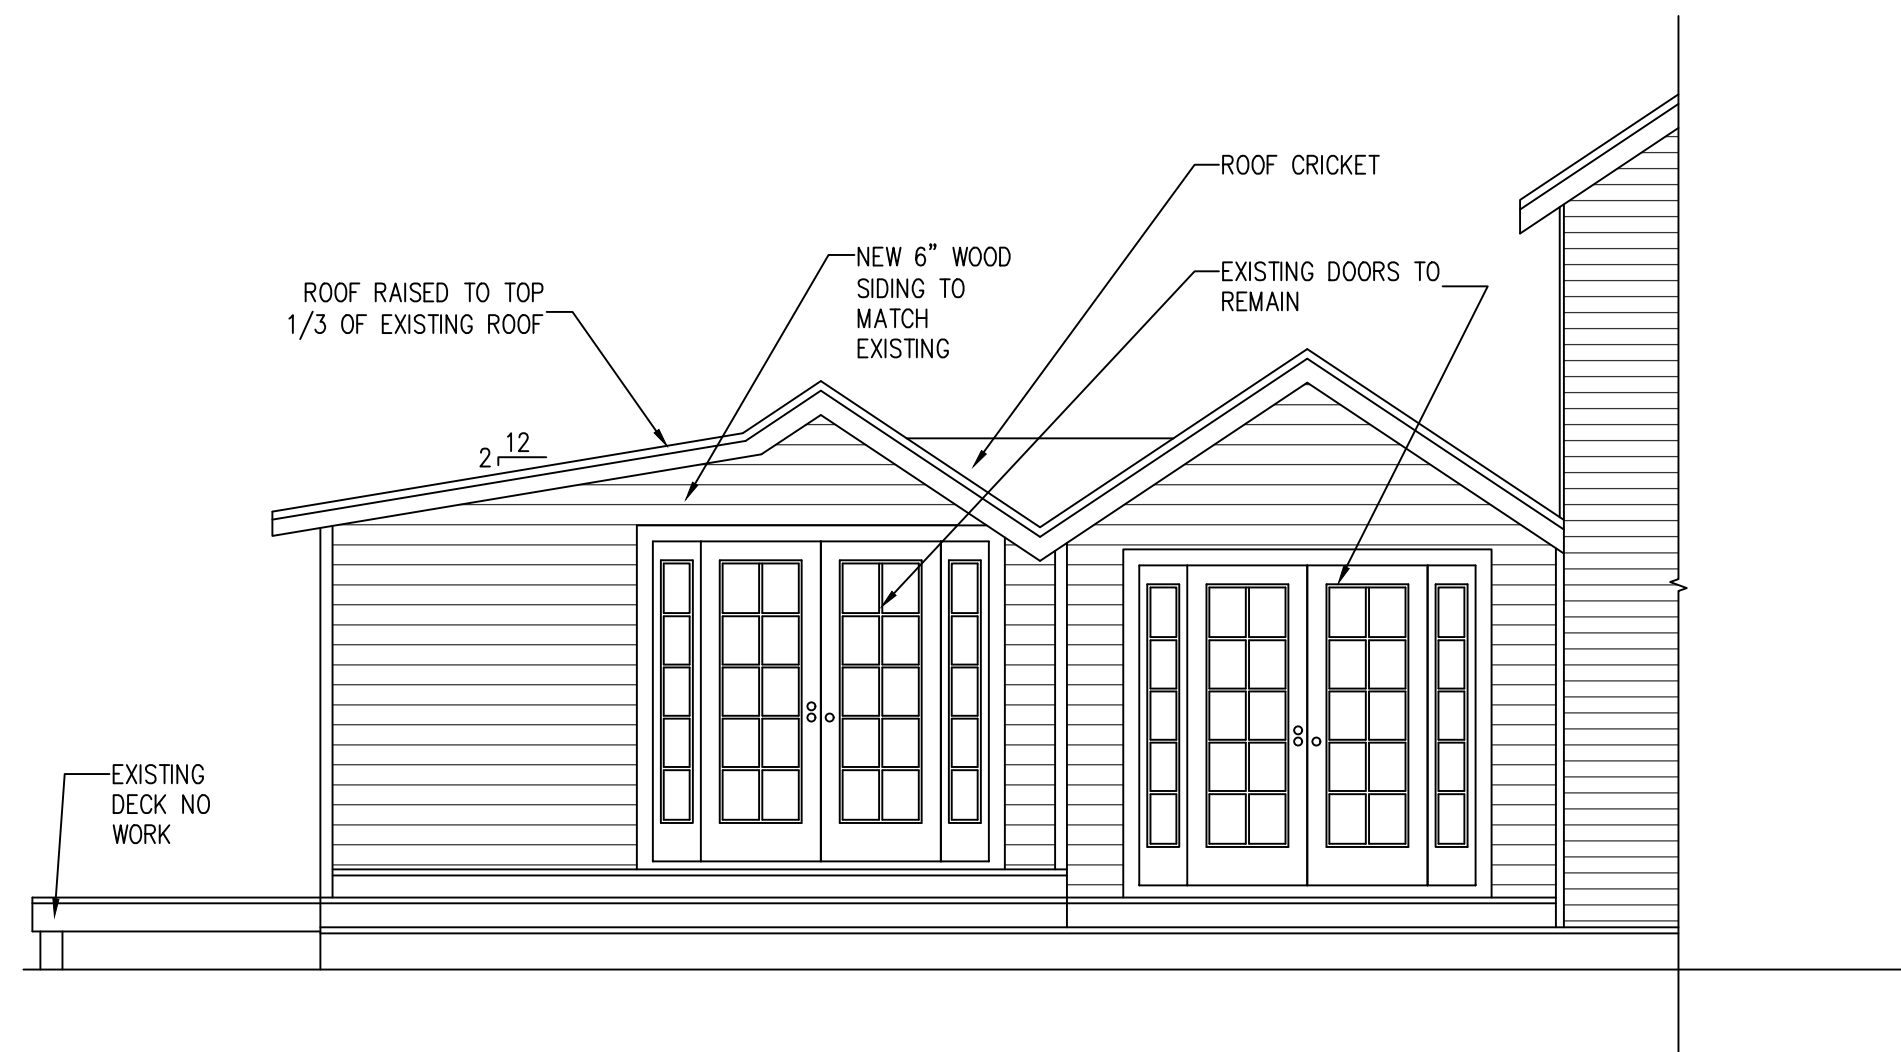 ROOF CRICKET
NEW 6” WOOD
SIDING TO
MATCH
EXISTING
EXISTING DOORS TO
REMAIN
ROOF RAISED TO TOP
1/3 OF EXISTING ROOF
12
2
EXISTING
DECK NO
WORK